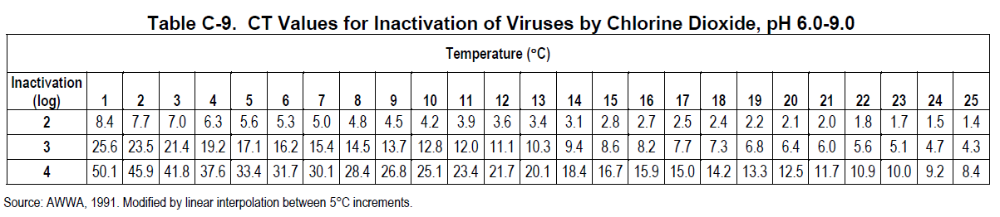 Table C-9. CT Values for Inactivation of Viruses by Chlorine Dioxide, pH 6.0-9.0
Temperature (°C)
Inactivation
(log) 1 2 3 4 5 6 7 8 9 10 11 12 13 14 15 16 17 18 19 20 21 22 23 24 25
2 8.4 7.7 7.0 6.3 5.6 5.3 5.0 4.8 4.5 4.2 3.9 3.6 3.4 3.1 2.8 2.7 2.5 2.4 2.2 2.1 2.0 1.8 1.7 1.5 1.4
3 25.6 23.5 21.4 19.2 17.1 16.2 15.4 14.5 13.7 12.8 12.0 11.1 10.3 9.4 8.6 8.2 7.7 7.3 6.8 6.4 6.0 5.6 5.1 4.7 4.3
4 50.1 45.9 41.8 37.6 33.4 31.7 30.1 28.4 26.8 25.1 23.4 21.7 20.1 18.4 16.7 15.9 15.0 14.2 13.3 12.5 11.7 10.9 10.0 9.2 8.4
Source: AWWA, 1991. Modified by linear interpolation between 5°C increments.